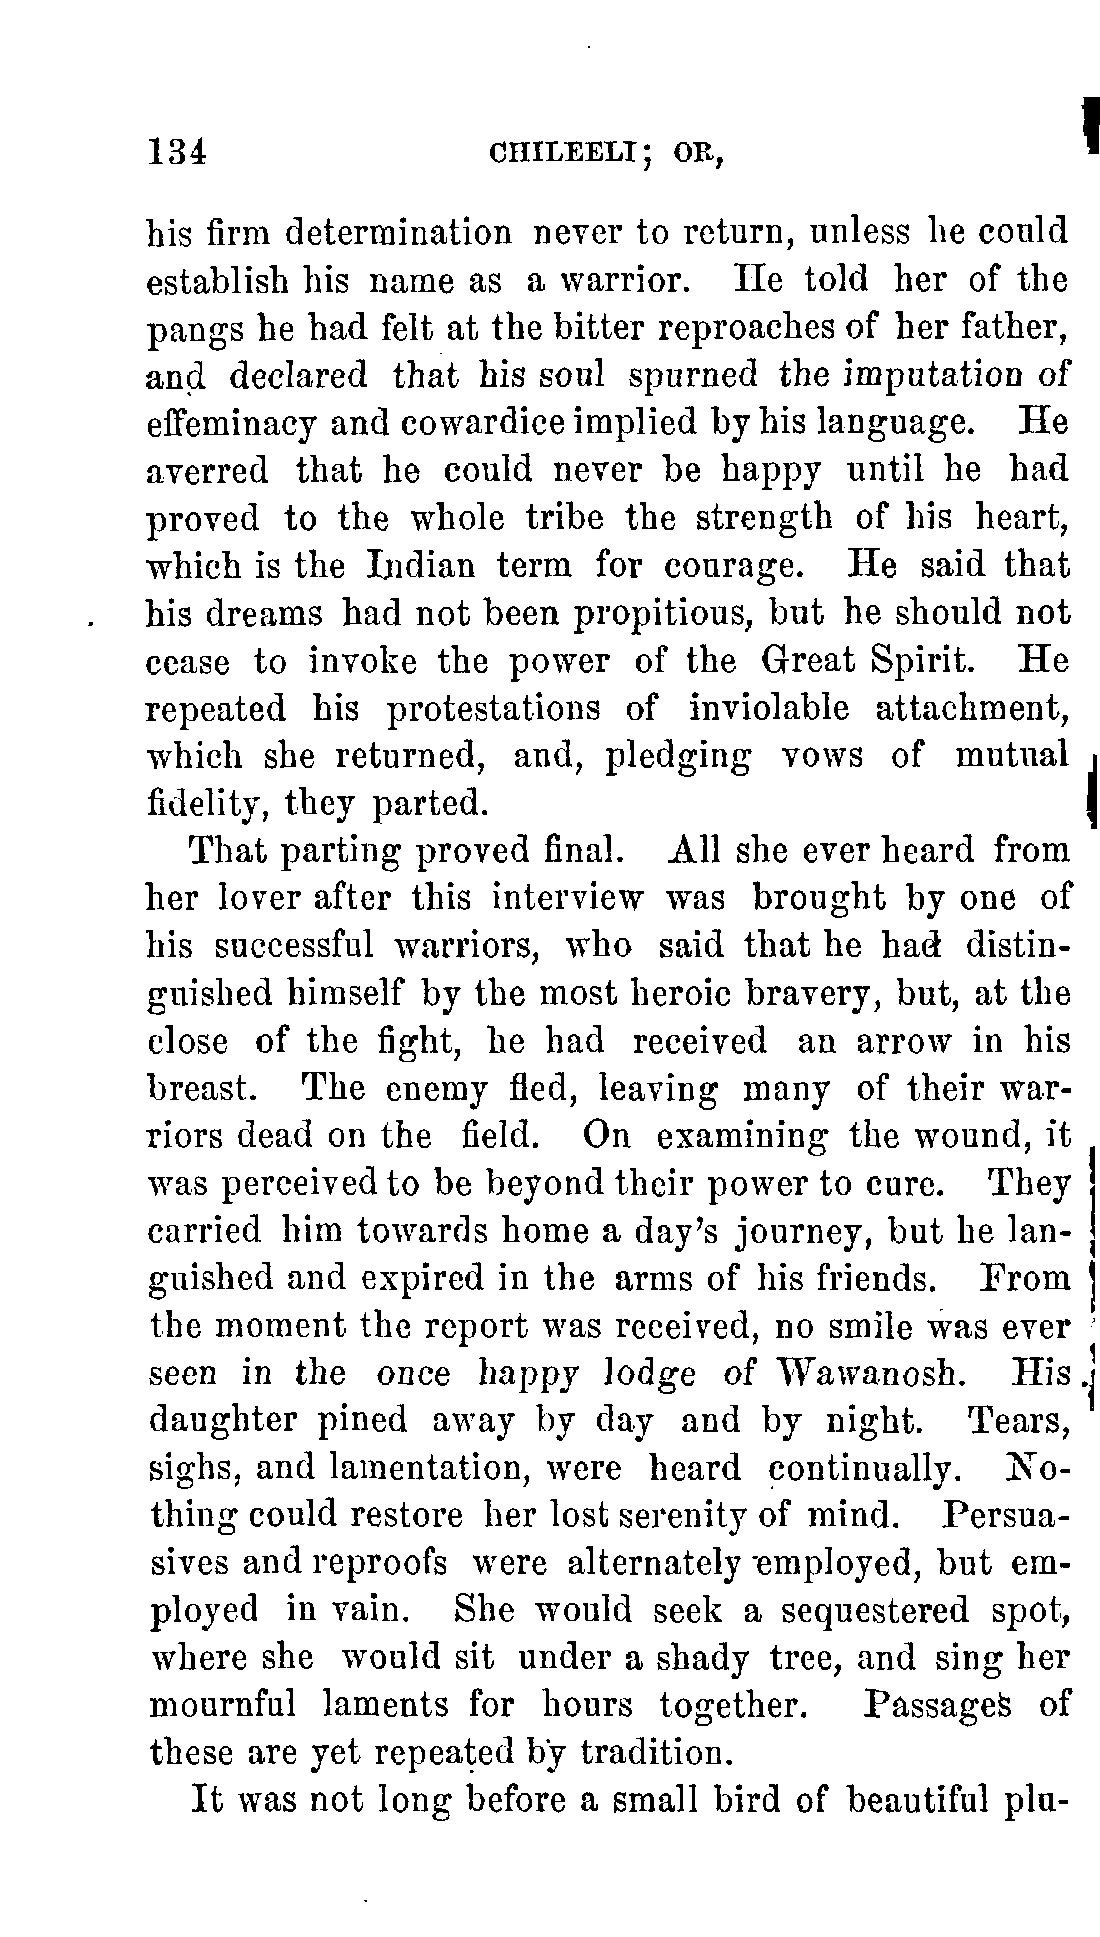 134 CHILEELI; OR,
his firm determination never to return, unless he could
establish his name as a warrior. He told her of the
pangs he had felt at the bitter reproaches of her father,
and declared that his soul spurned the imputation of
effeminacy and cowardice implied by his language. He
averred that he could never be happy until he had
proved to the whole tribe the strength of his heart,
which is the Indian term for courage. He said that
his dreams had not been propitious, but he should not
cease to invoke the power of the Great Spirit. He
repeated his protestations of inviolable attachment,
which she returned, and, pledging vows of mutual
fidelity, they parted.
That parting proved final. All she ever heard from
her lover after this interview was brought by one of
his successful warriors, who said that he had distin-
guished himself by the most heroic bravery, but, at the
close of the fight, he had received an arrow in his
breast. The enemy fled, leaving many of their war-
riors dead on the field. On examining the wound, it
was perceived to be beyond their power to cure. They
carried him towards home a day's journey, but he lan-
guished and expired in the arms of his friends. From
the moment the report was received, no smile was ever
seen in the once happy lodge of Wawanosh. His
daughter pined away by day and by night. Tears,
sighs, and lamentation, were heard continually. No-
thing could restore her lost serenity of mind. Persua-
sives and reproofs were alternately employed, but em-
ployed in vain. She would seek a sequestered spot,
where she would sit under a shady tree, and sing her
mournful laments for hours together. Passages of
these are yet repeated by tradition.
It was not long before a small bird of beautiful plu-